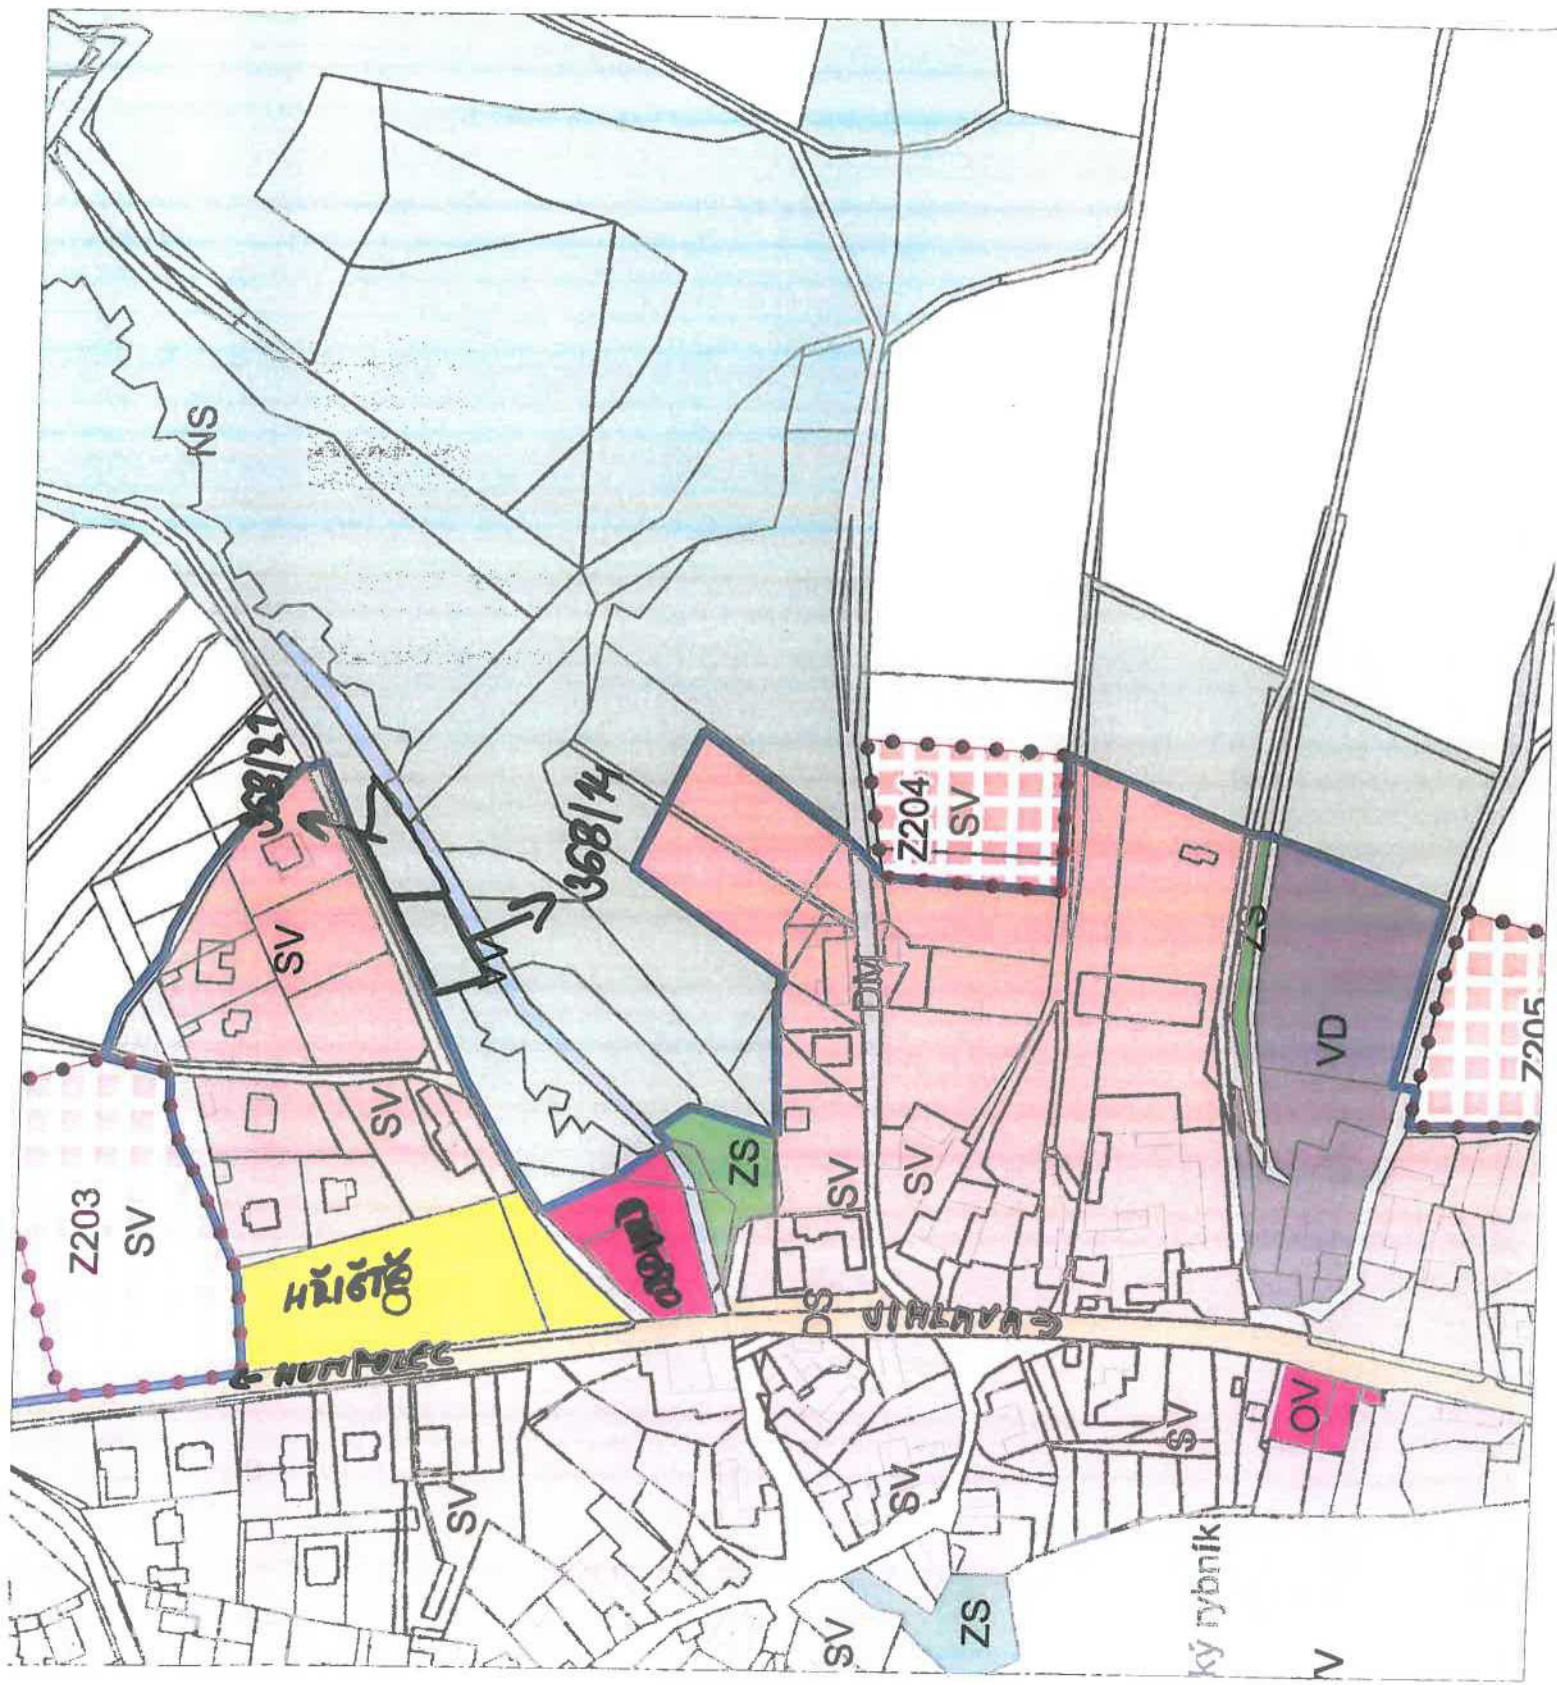 NS
368/21
368/14
SV
Z204
SV
DM
ZS
VD
Z205
SV
Z203
SV
ZS
SV
SV
HŘIŠTĚ
DS
JIHLAVA →
← HUMPOLEC
OV
SV
SV
SV
SV
ZS
ký rybník
V